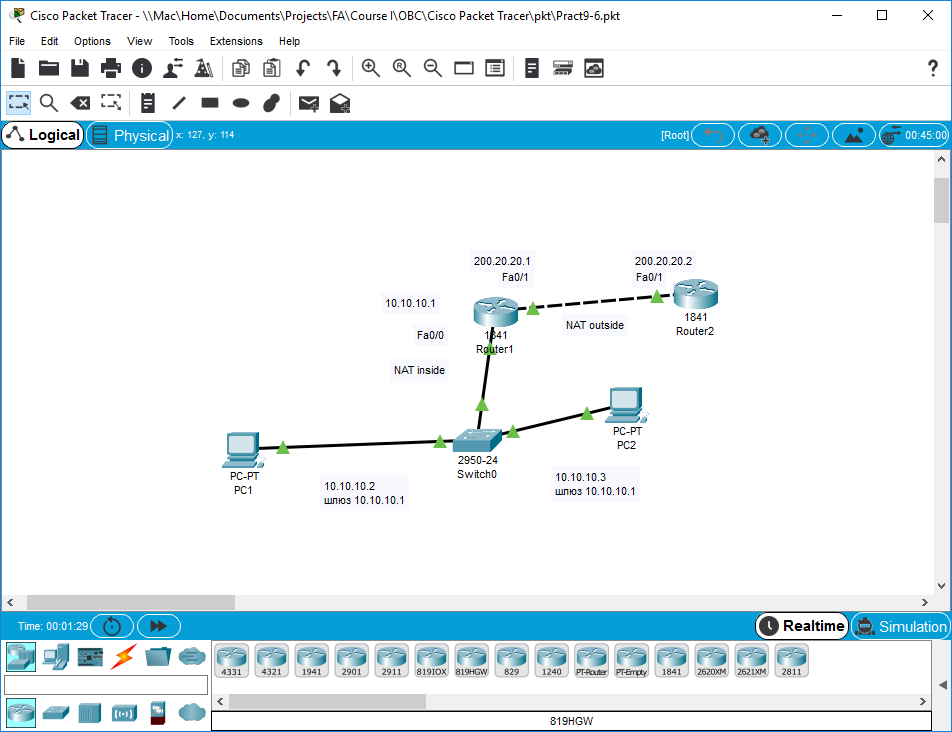 Cisco Packet Tracer - \\Mac\Home\Documents\Projects\FA\Course I\OBC\Cisco Packet Tracer\pkt\Pract9-6.pkt
File Edit Options View Tools Extensions Help
Logical Physical x: 127, y: 114 [Root] 00:45:00
200.20.20.1
Fa0/1
200.20.20.2
Fa0/1
10.10.10.1
Fa0/0
1841
Router1
NAT outside
1841
Router2
NAT inside
PC-PT
PC2
2950-24
Switch0
PC-PT
PC1
10.10.10.2
шлюз 10.10.10.1
10.10.10.3
шлюз 10.10.10.1
Time: 00:01:29 Realtime Simulation
4331 4321 1941 2901 2911 819IOX 819HGW 829 1240 PT-Router PT-Empty 1841 2620XM 2621XM 2811
819HGW